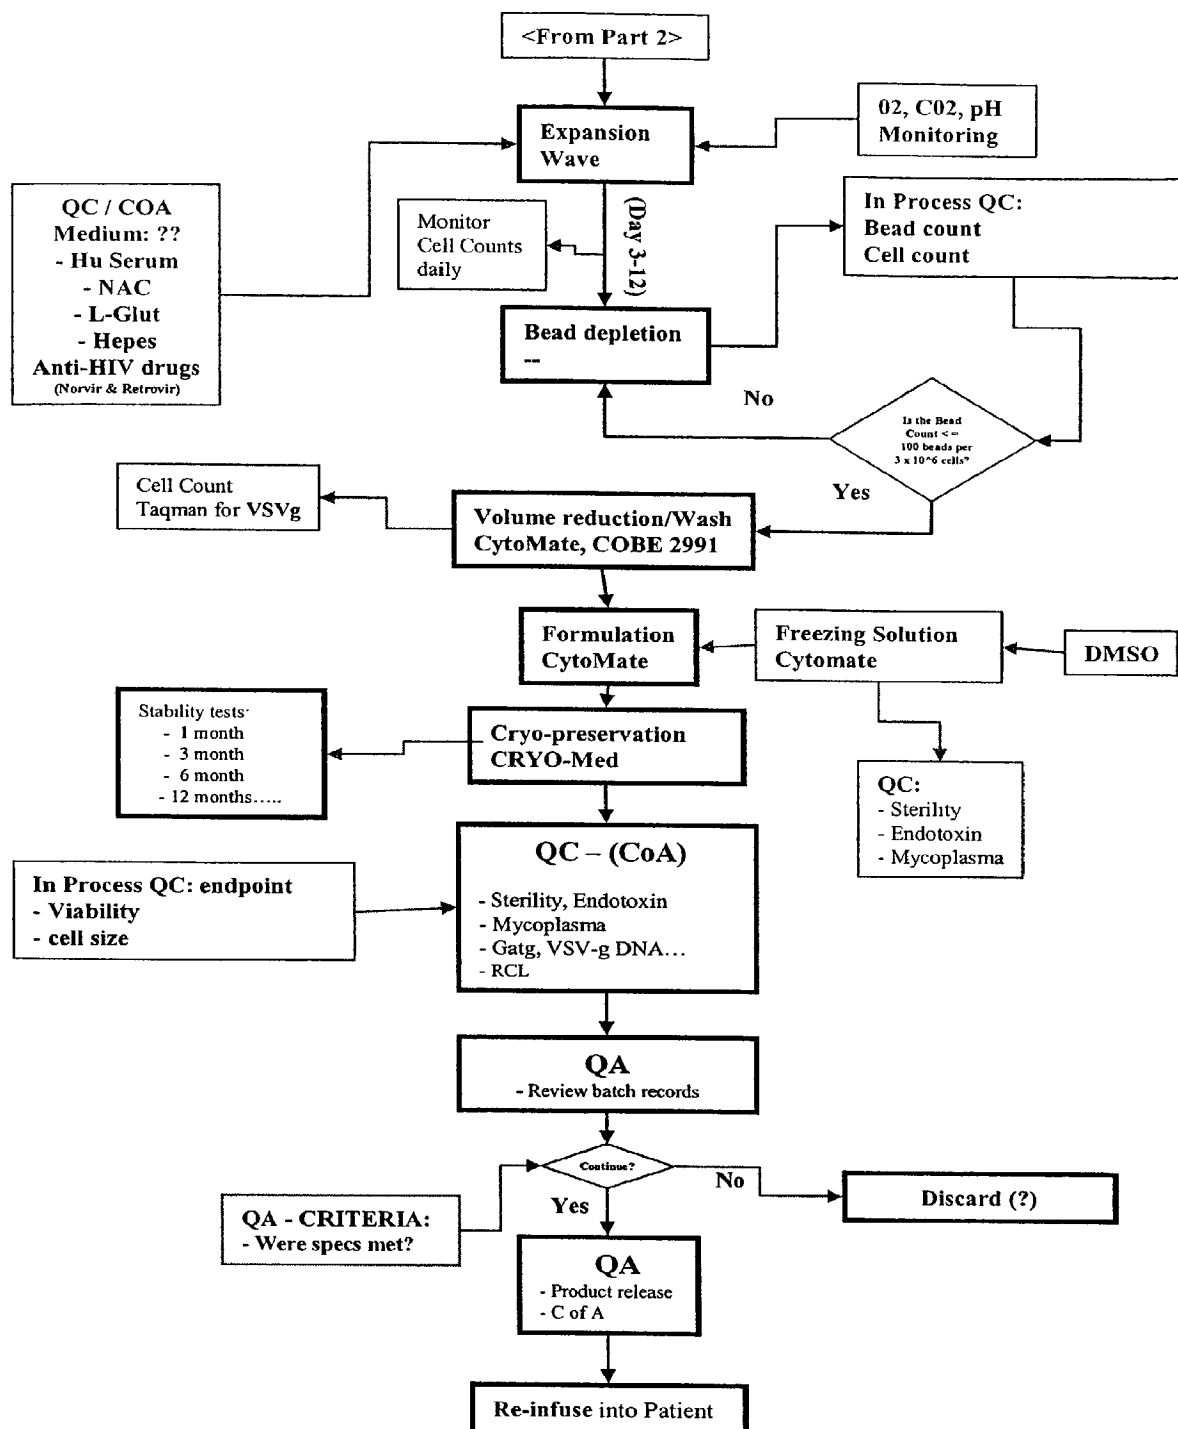 <From Part 2>
Expansion
Wave
02, C02, pH
Monitoring
QC / COA
Medium: ??
- Hu Serum
- NAC
- L-Glut
- Hepes
Anti-HIV drugs
(Norvir & Retrovir)
Monitor
Cell Counts
daily
(Day 3-12)
In Process QC:
Bead count
Cell count
Bead depletion
--
No
Is the Bead
Count < =
100 beads per
3 x 10^6 cells?
Yes
Cell Count
Taqman for VSVg
Volume reduction/Wash
CytoMate, COBE 2991
Formulation
CytoMate
Freezing Solution
Cytomate
DMSO
Stability tests:
- 1 month
- 3 month
- 6 month
- 12 months.....
Cryo-preservation
CRYO-Med
QC:
- Sterility
- Endotoxin
- Mycoplasma
In Process QC: endpoint
- Viability
- cell size
QC – (CoA)
- Sterility, Endotoxin
- Mycoplasma
- Gatg, VSV-g DNA…
- RCL
QA
- Review batch records
Continue?
No
Yes
Discard (?)
QA - CRITERIA:
- Were specs met?
QA
- Product release
- C of A
Re-infuse into Patient